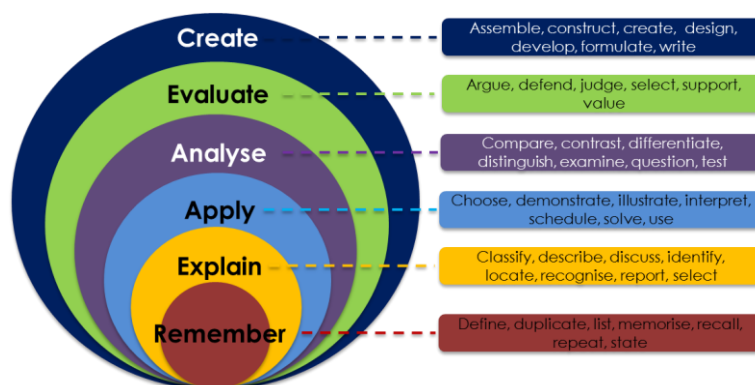 Create
Assemble, construct, create, design,
develop, formulate, write
Evaluate
Argue, defend, judge, select, support,
value
Analyse
Compare, contrast, differentiate,
distinguish, examine, question, test
Apply
Choose, demonstrate, illustrate, interpret,
schedule, solve, use
Explain
Classify, describe, discuss, identify,
locate, recognise, report, select
Remember
Define, duplicate, list, memorise, recall,
repeat, state